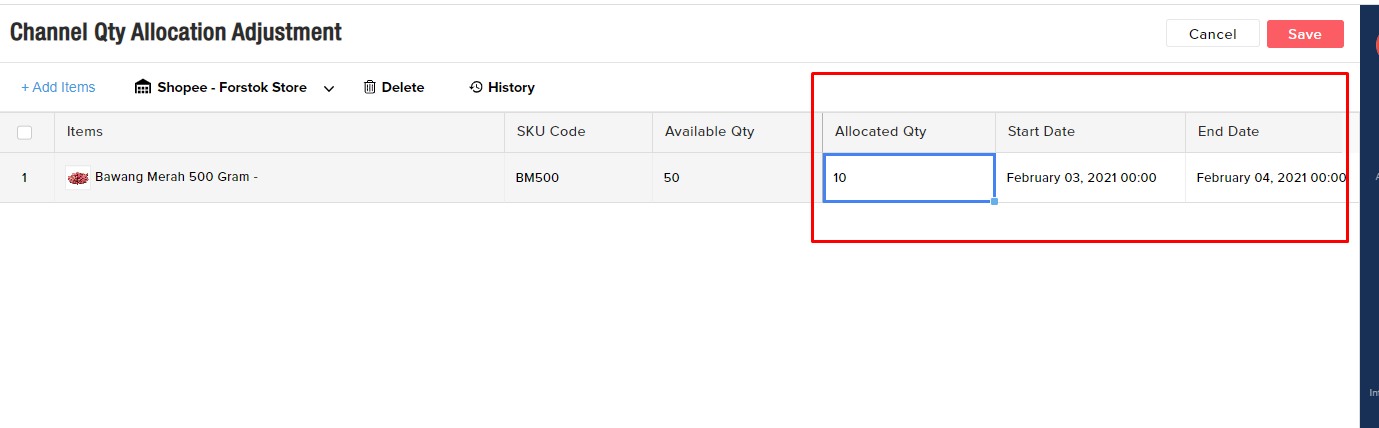 Channel Qty Allocation Adjustment
Cancel
Save
+ Add Items
Shopee - Forstok Store
Delete
History
Items
SKU Code
Available Qty
Allocated Qty
Start Date
End Date
1
Bawang Merah 500 Gram -
BM500
50
10
February 03, 2021 00:00
February 04, 2021 00:00